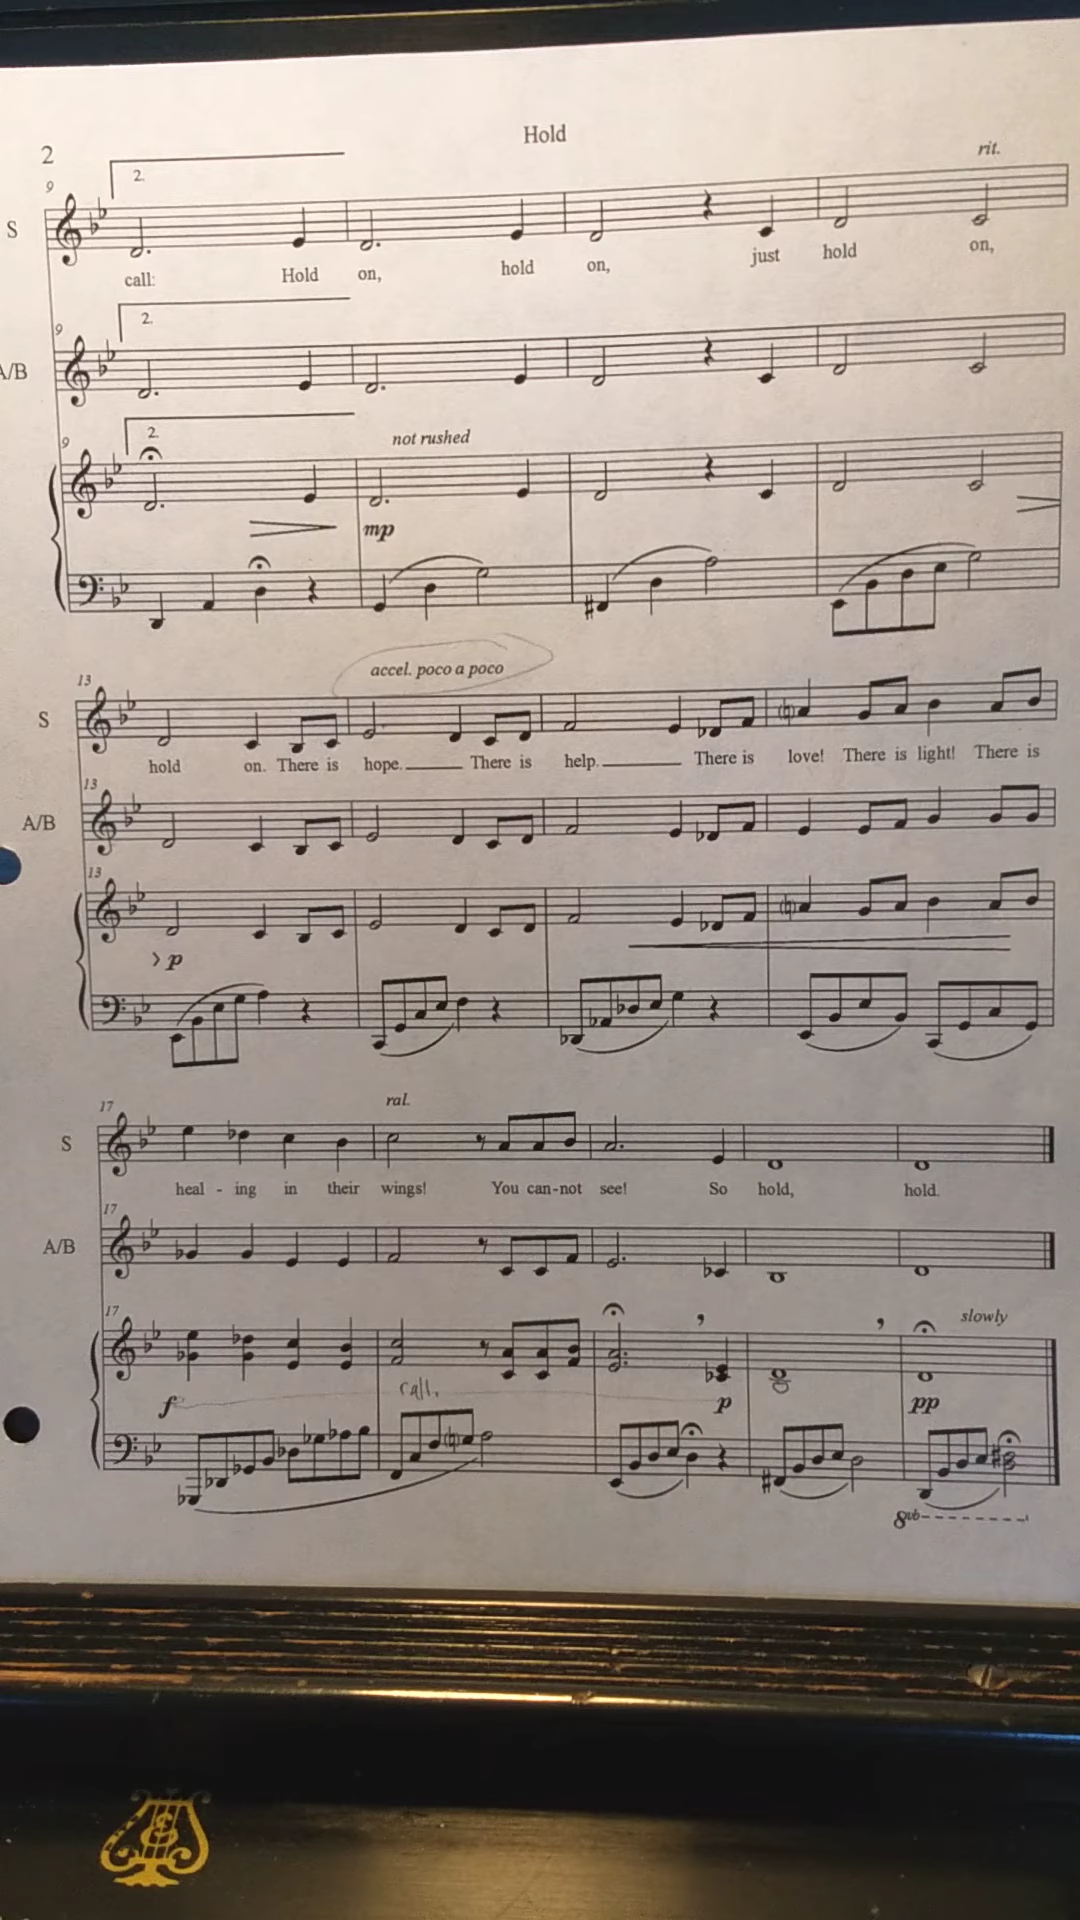 Hold
2
rit.
9
2.
S
call: Hold on, hold on, just hold on,
9
2.
A/B
9
2.
not rushed
mp
accel. poco a poco
13
S
hold on. There is hope. There is help. There is love! There is light! There is
13
A/B
13
p
ral.
17
S
heal - ing in their wings! You can-not see! So hold, hold.
17
A/B
17
slowly
rall.
f p pp
8vb